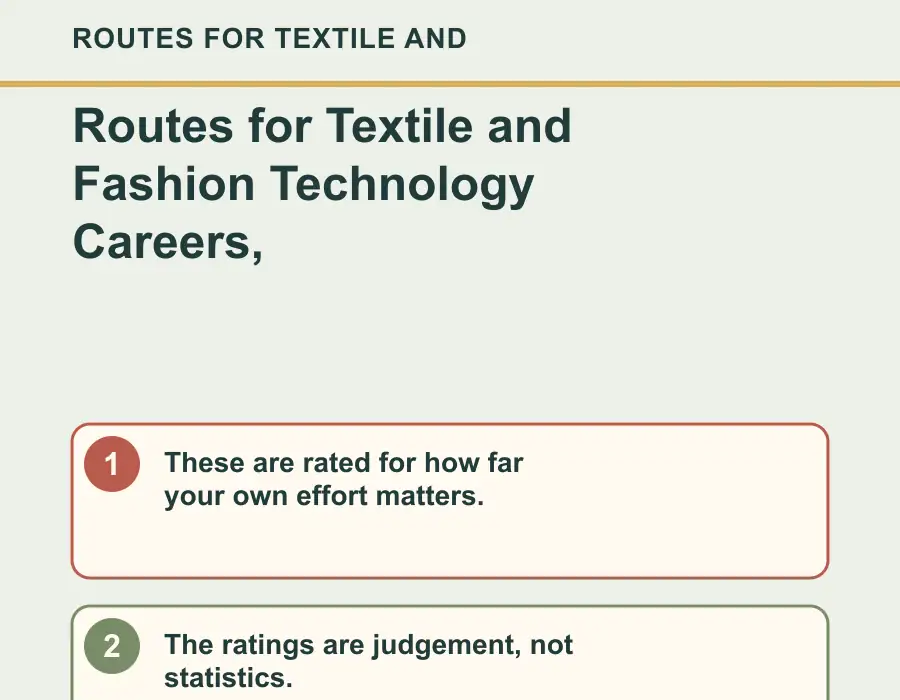 ROUTES FOR TEXTILE AND
Routes for Textile and
Fashion Technology
Careers,
1
These are rated for how far
your own effort matters.
2
The ratings are judgement, not
statistics.